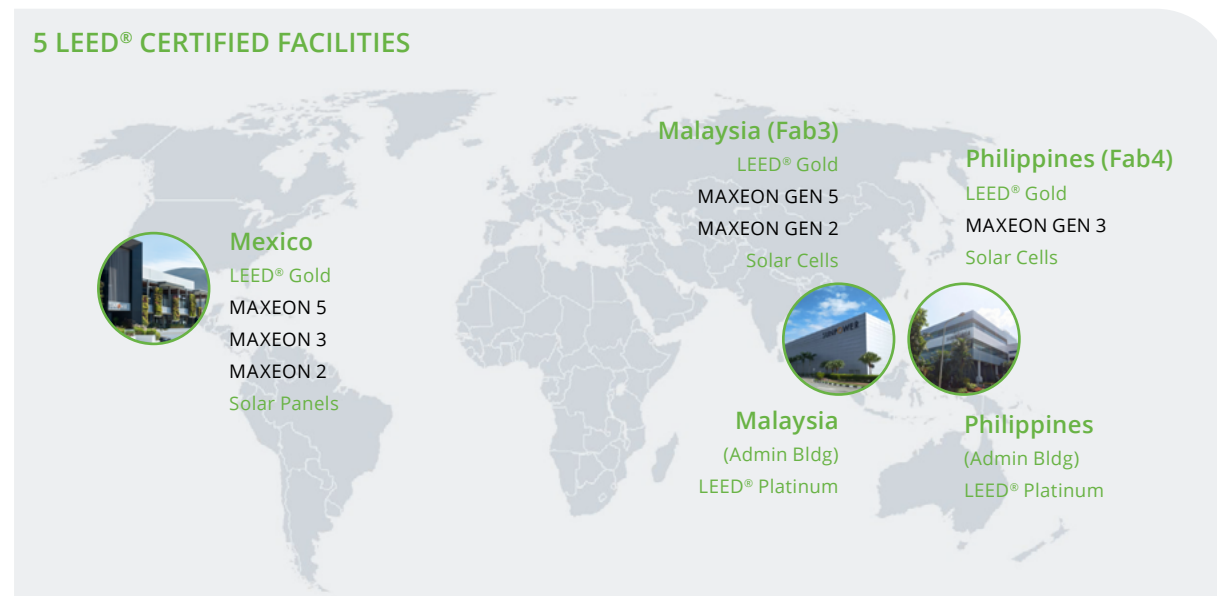 5 LEED® CERTIFIED FACILITIES
Mexico
LEED® Gold
MAXEON 5
MAXEON 3
MAXEON 2
Solar Panels
Malaysia (Fab3)
LEED® Gold
MAXEON GEN 5
MAXEON GEN 2
Solar Cells
Philippines (Fab4)
LEED® Gold
MAXEON GEN 3
Solar Cells
SUNPOWER
Malaysia
(Admin Bldg)
LEED® Platinum
Philippines
(Admin Bldg)
LEED® Platinum